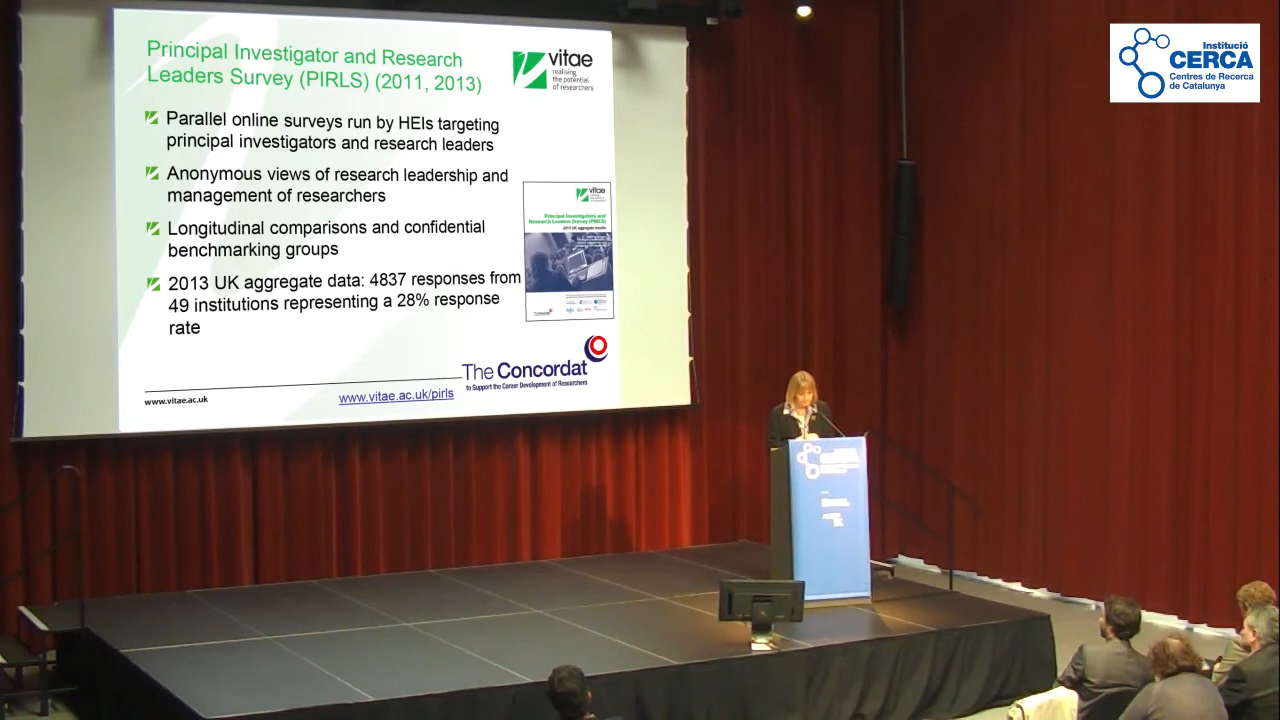 Principal Investigator and Research
Leaders Survey (PIRLS) (2011, 2013)
vitae
realising
the potential
of researchers
Parallel online surveys run by HEIs targeting
principal investigators and research leaders
Anonymous views of research leadership and
management of researchers
Longitudinal comparisons and confidential
benchmarking groups
2013 UK aggregate data: 4837 responses from
49 institutions representing a 28% response
rate
vitae
Principal Investigators and
Research Leaders Survey (PIRLS)
2013 UK aggregate results
The Concordat
to Support the Career Development of Researchers
www.vitae.ac.uk
www.vitae.ac.uk/pirls
Institució
CERCA
Centres de Recerca
de Catalunya